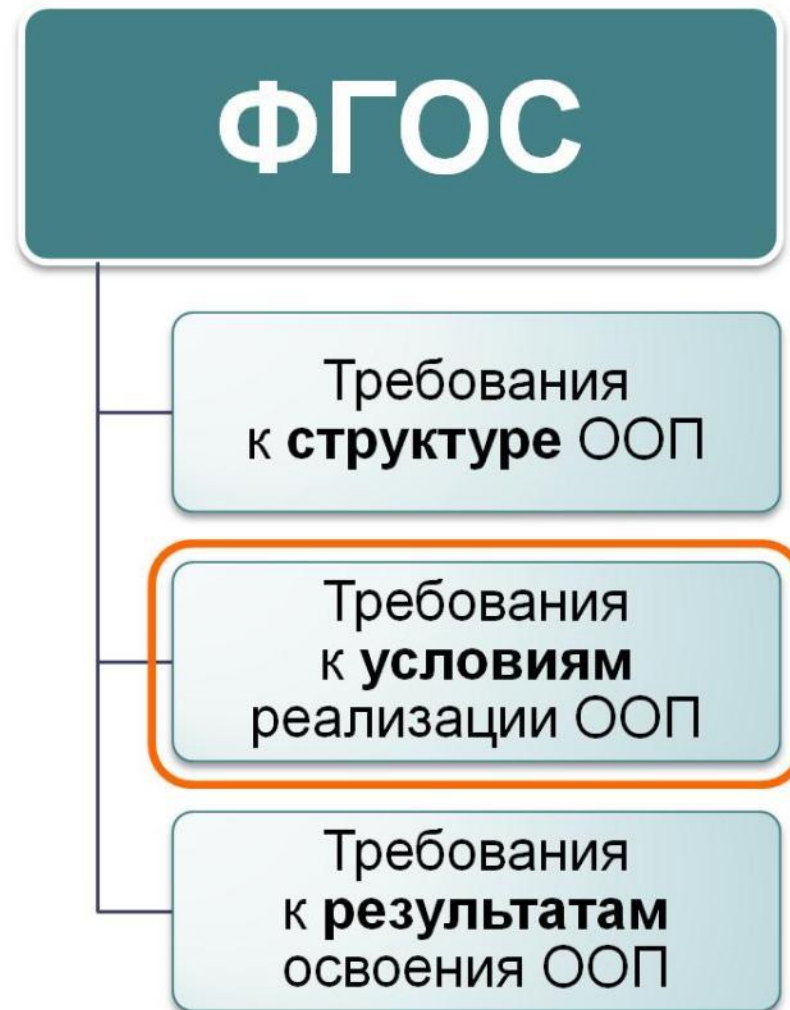 ФГОС
Требования
к структуре ООП
Требования
к условиям
реализации ООП
Требования
к результатам
освоения ООП